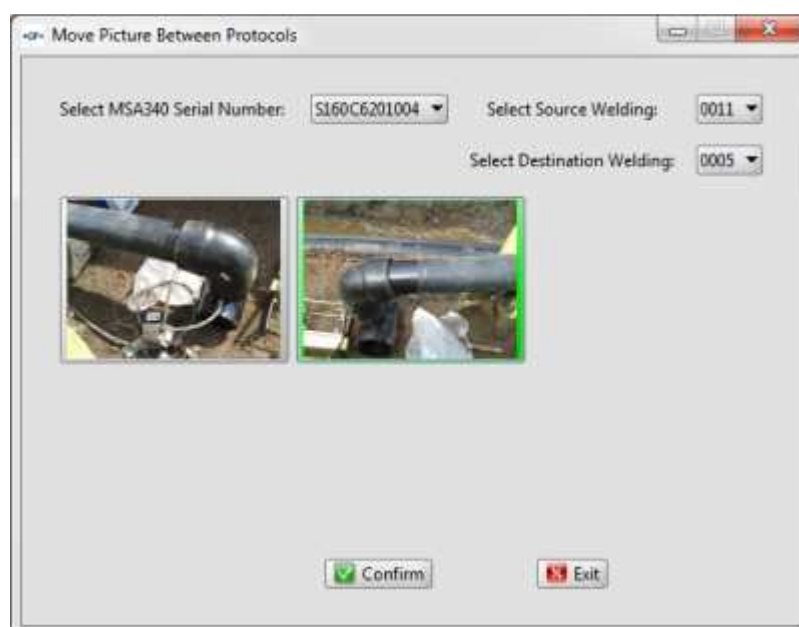 +GF+ Move Picture Between Protocols
Select MSA340 Serial Number: S160C6201004 Select Source Welding: 0011
Select Destination Welding: 0005
Confirm Exit